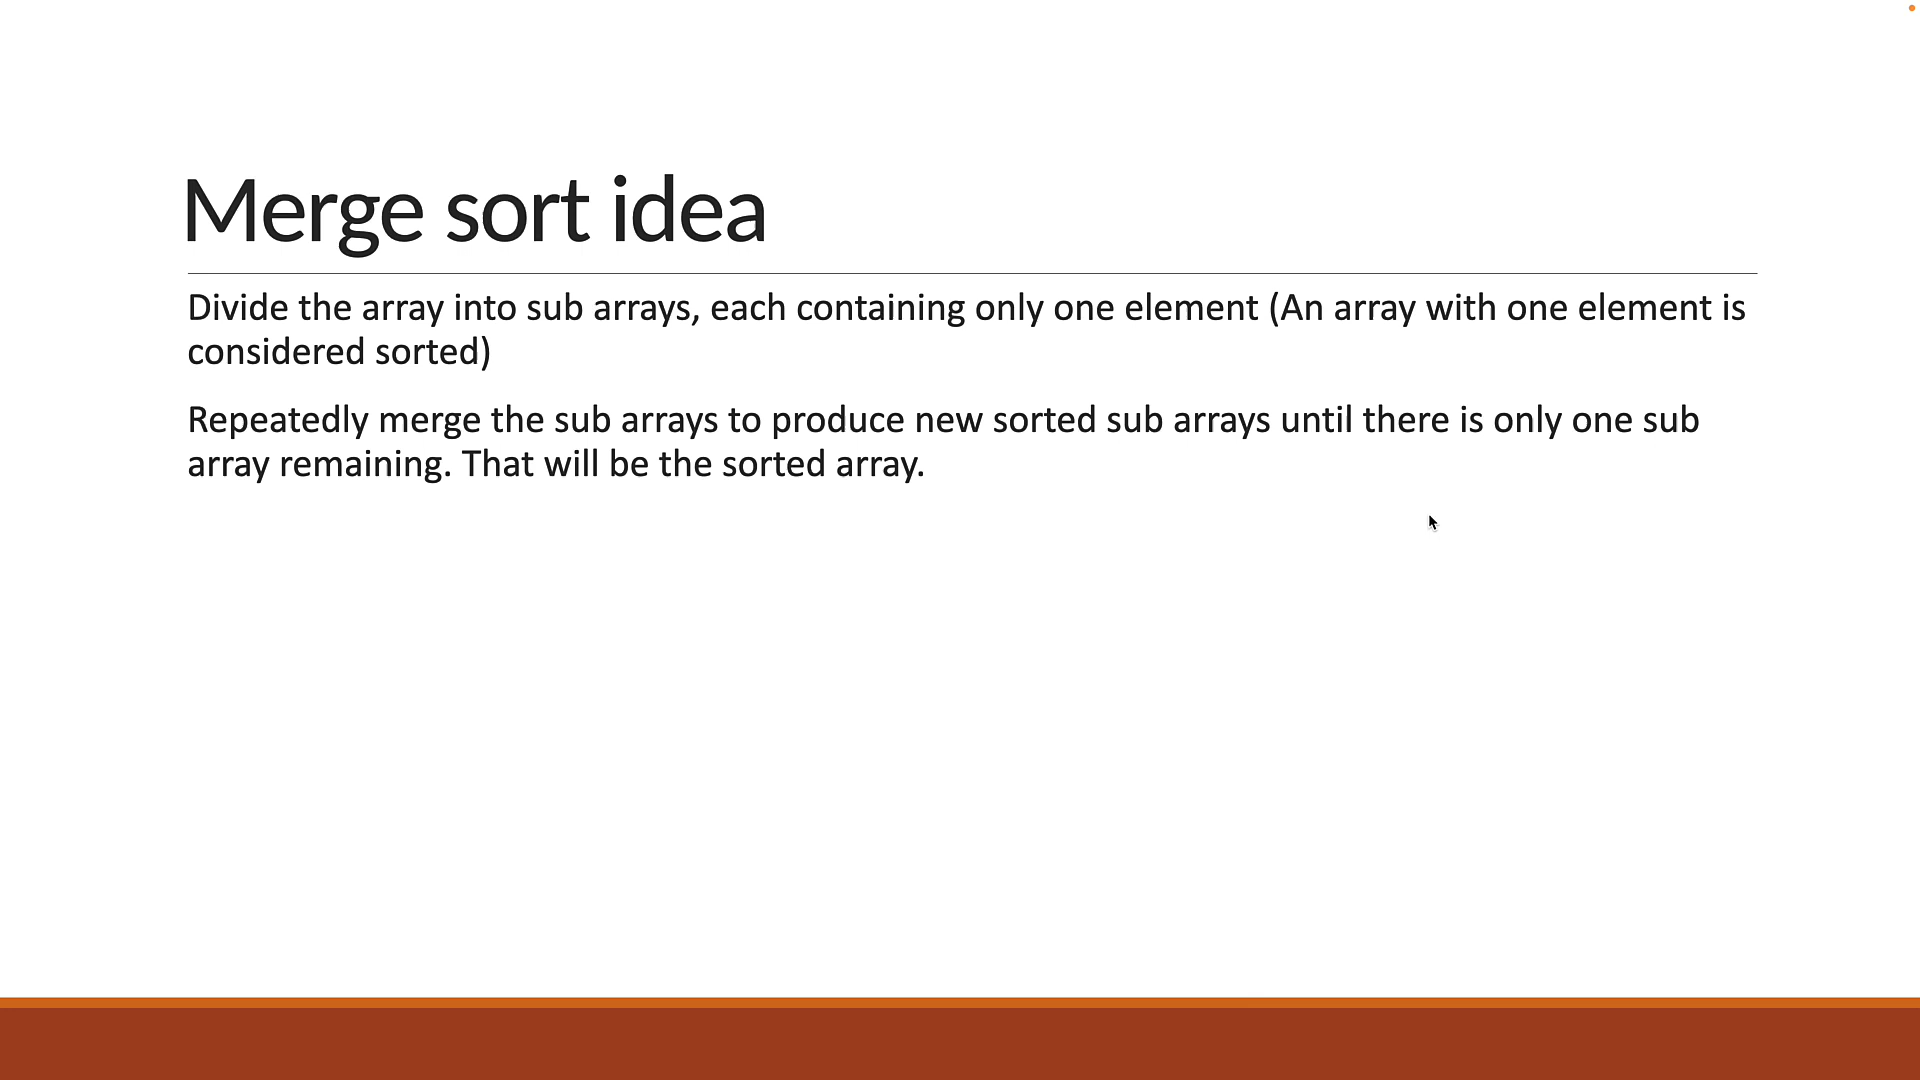 Merge sort idea
Divide the array into sub arrays, each containing only one element (An array with one element is
considered sorted)
Repeatedly merge the sub arrays to produce new sorted sub arrays until there is only one sub
array remaining. That will be the sorted array.